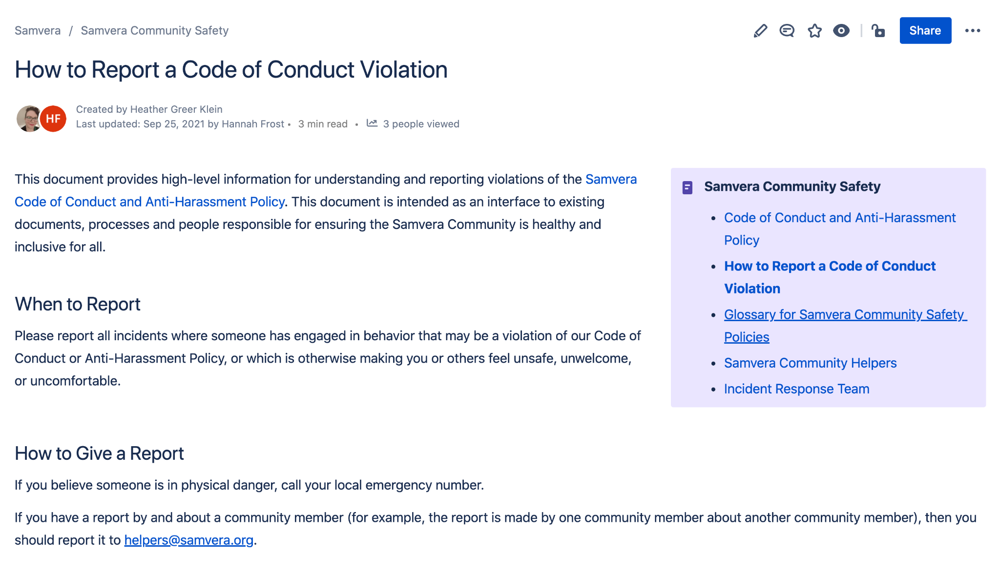 Samvera / Samvera Community Safety
Share
How to Report a Code of Conduct Violation
HF
Created by Heather Greer Klein
Last updated: Sep 25, 2021 by Hannah Frost • 3 min read • 3 people viewed
This document provides high-level information for understanding and reporting violations of the Samvera
Code of Conduct and Anti-Harassment Policy. This document is intended as an interface to existing
documents, processes and people responsible for ensuring the Samvera Community is healthy and
inclusive for all.
When to Report
Please report all incidents where someone has engaged in behavior that may be a violation of our Code of
Conduct or Anti-Harassment Policy, or which is otherwise making you or others feel unsafe, unwelcome,
or uncomfortable.
Samvera Community Safety
• Code of Conduct and Anti-Harassment
Policy
• How to Report a Code of Conduct
Violation
• Glossary for Samvera Community Safety
Policies
• Samvera Community Helpers
• Incident Response Team
How to Give a Report
If you believe someone is in physical danger, call your local emergency number.
If you have a report by and about a community member (for example, the report is made by one community member about another community member), then you
should report it to helpers@samvera.org.